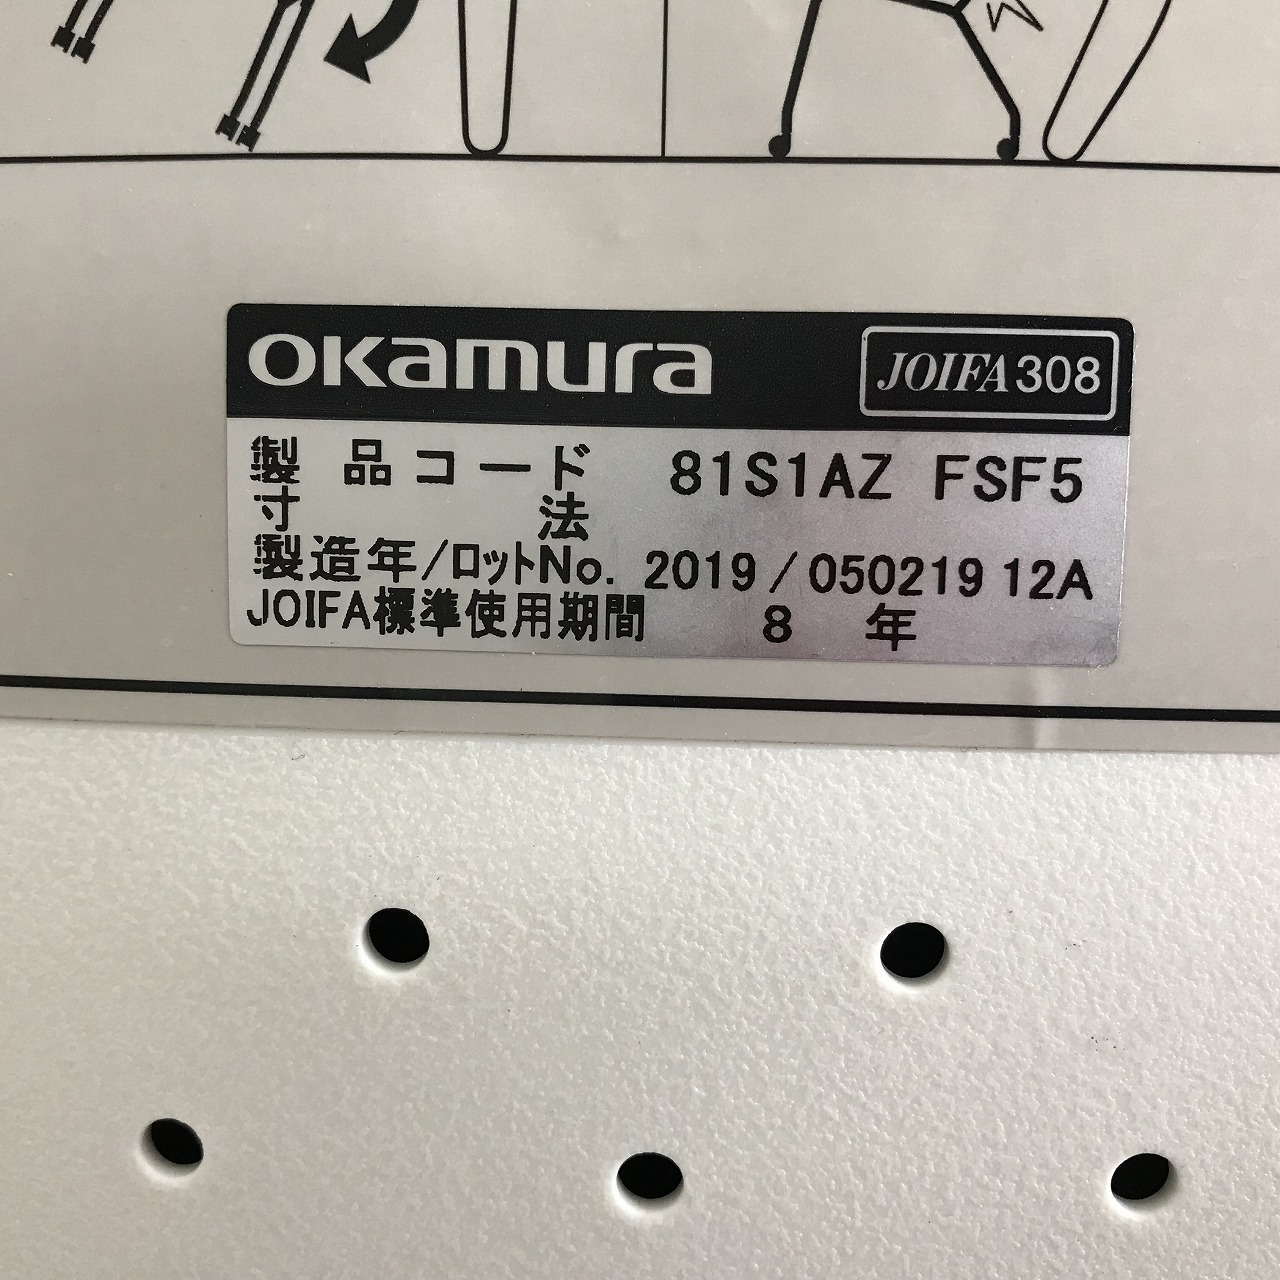 okamura JOIFA308
製品コード 81S1AZ FSF5
寸法
製造年/ロットNo. 2019/050219 12A
JOIFA標準使用期間 8年